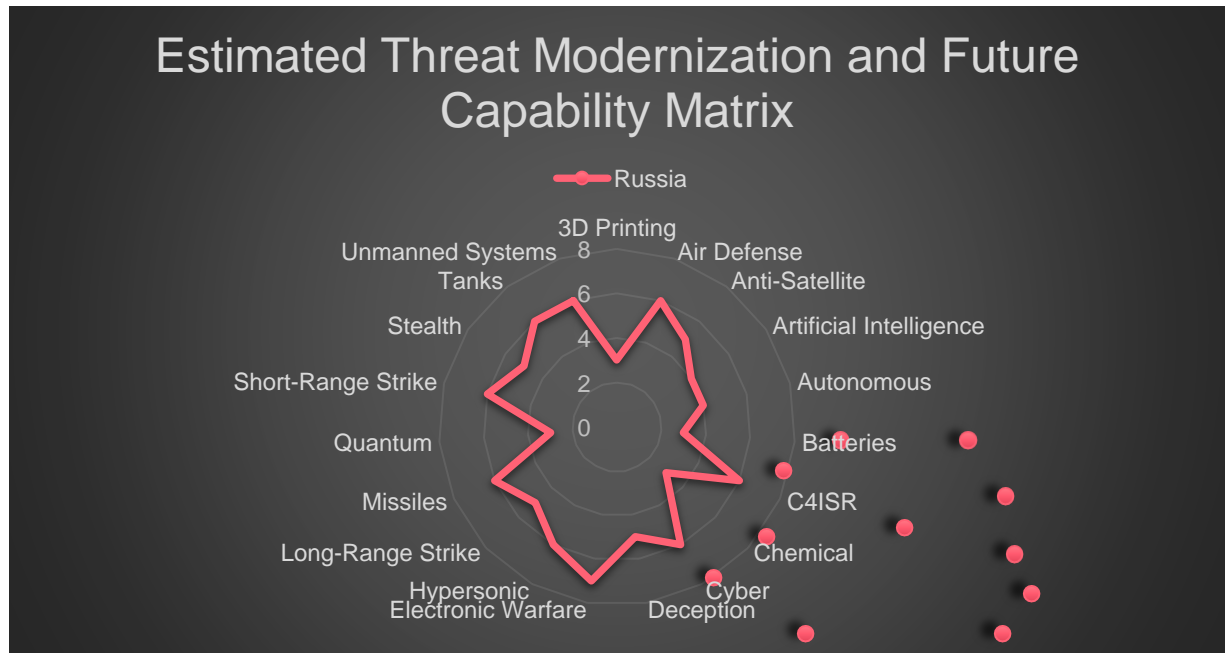 Estimated Threat Modernization and Future
Capability Matrix
Russia
3D Printing
Unmanned Systems
8
Air Defense
Tanks
6
Anti-Satellite
Stealth
4
Artificial Intelligence
Short-Range Strike
2
Autonomous
Quantum
0
Batteries
Missiles
C4ISR
Long-Range Strike
Chemical
Hypersonic
Cyber
Electronic Warfare
Deception